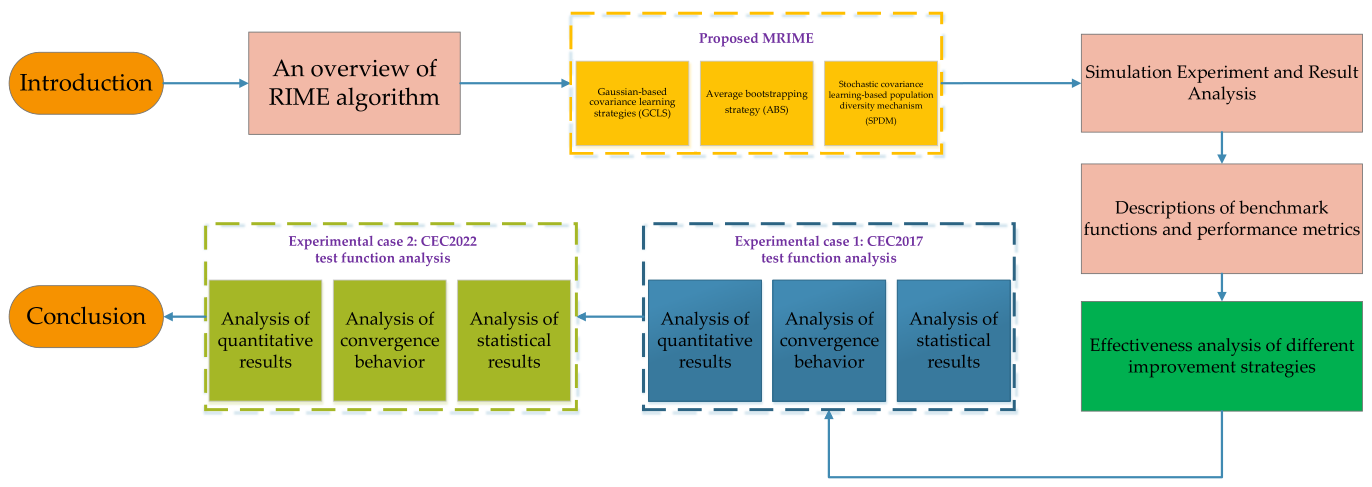 Introduction
An overview of
RIME algorithm
Proposed MRIME
Gaussian-based
covariance learning
strategies (GCLS)
Average bootstrapping
strategy (ABS)
Stochastic covariance
learning-based population
diversity mechanism
(SPDM)
Simulation Experiment and Result
Analysis
Descriptions of benchmark
functions and performance metrics
Effectiveness analysis of different
improvement strategies
Experimental case 1: CEC2017
test function analysis
Analysis of
quantitative
results
Analysis of
convergence
behavior
Analysis of
statistical
results
Experimental case 2: CEC2022
test function analysis
Analysis of
quantitative
results
Analysis of
convergence
behavior
Analysis of
statistical
results
Conclusion